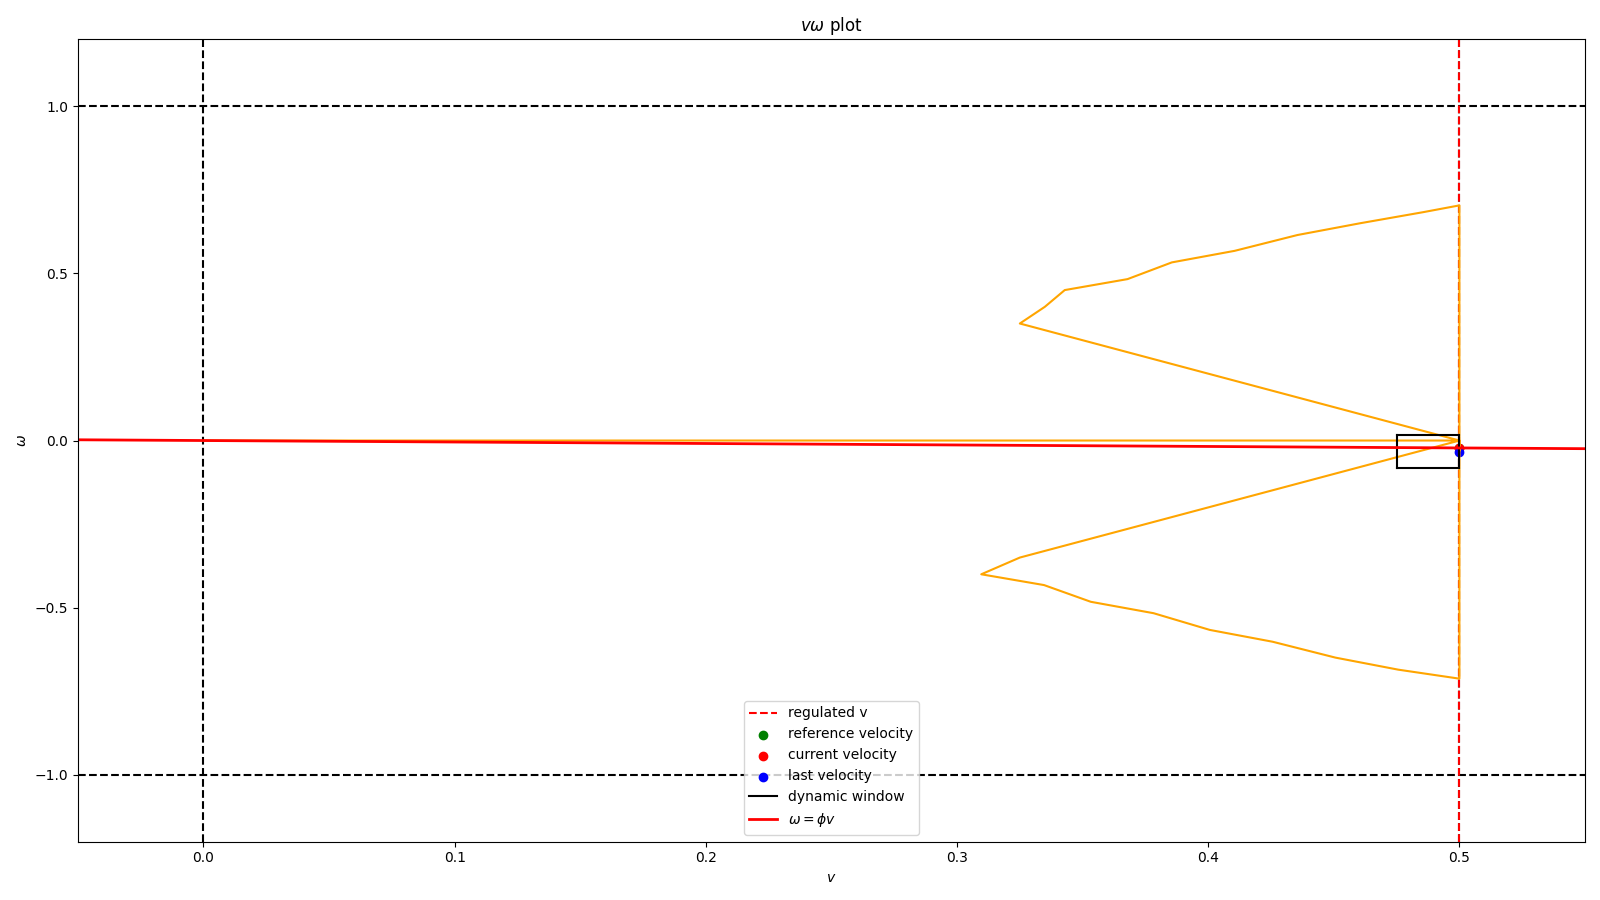 vω plot
ω
1.0
0.5
0.0
−0.5
−1.0
regulated v
reference velocity
current velocity
last velocity
dynamic window
ω = ϕv
0.0 0.1 0.2 0.3 0.4 0.5
v